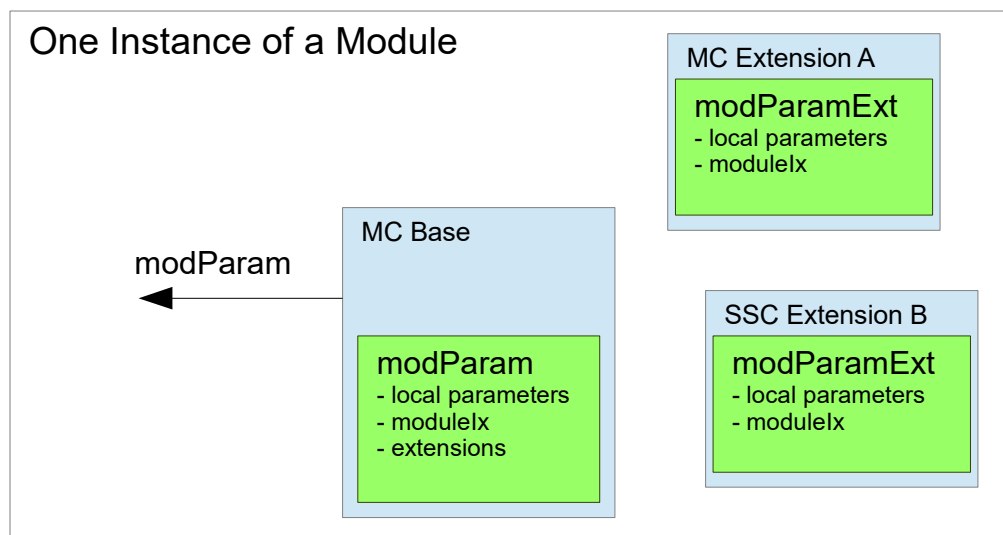 One Instance of a Module
MC Extension A
modParamExt
- local parameters
- moduleIx
MC Base
modParam
modParam
- local parameters
- moduleIx
- extensions
SSC Extension B
modParamExt
- local parameters
- moduleIx